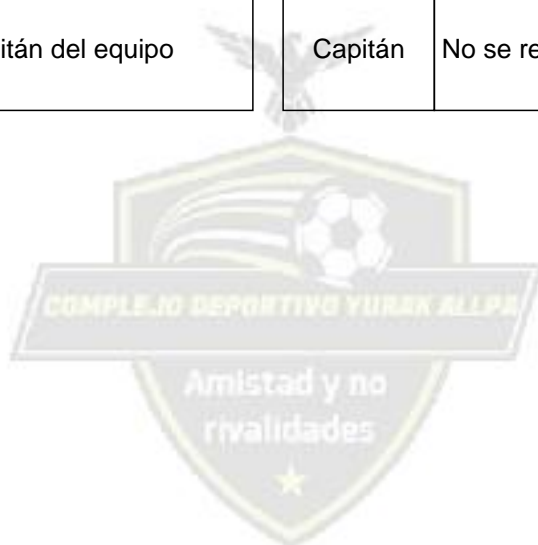 itán del equipo
Capitán
No se re
COMPLEJO DEPORTIVO YURAK ALLPA
Amistad y no
rivalidades